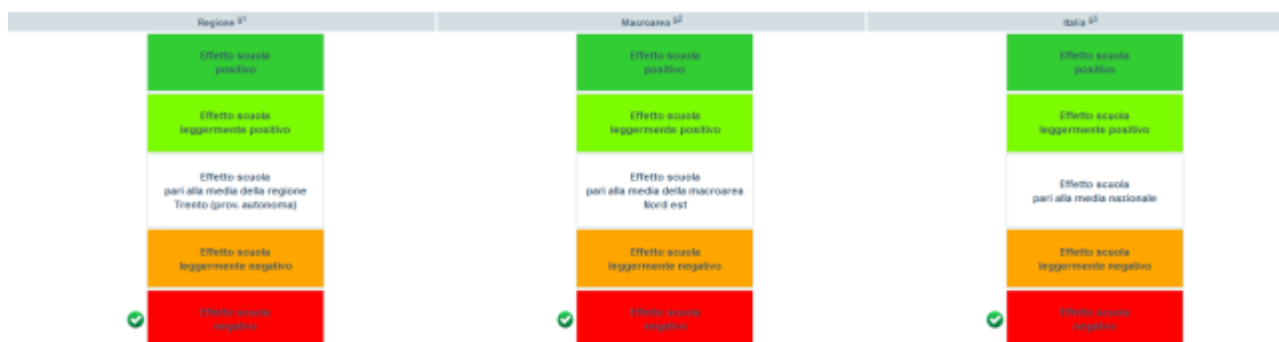 Regione §1 Macroarea §2 Italia §3
Effetto scuola
positivo
Effetto scuola
positivo
Effetto scuola
positivo
Effetto scuola
leggermente positivo
Effetto scuola
leggermente positivo
Effetto scuola
leggermente positivo
Effetto scuola
pari alla media della regione
Trento (prov. autonoma)
Effetto scuola
pari alla media della macroarea
Nord est
Effetto scuola
pari alla media nazionale
Effetto scuola
leggermente negativo
Effetto scuola
leggermente negativo
Effetto scuola
leggermente negativo
Effetto scuola
negativo
Effetto scuola
negativo
Effetto scuola
negativo